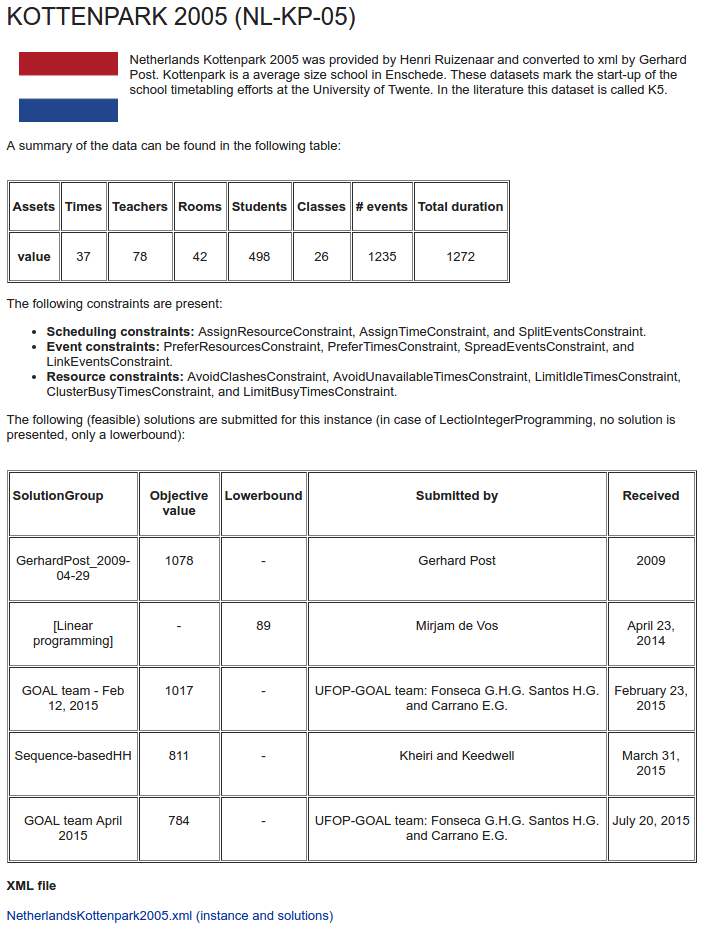 KOTTENPARK 2005 (NL-KP-05)
Netherlands Kottenpark 2005 was provided by Henri Ruizenaar and converted to xml by Gerhard
Post. Kottenpark is a average size school in Enschede. These datasets mark the start-up of the
school timetabling efforts at the University of Twente. In the literature this dataset is called K5.
A summary of the data can be found in the following table:
Assets Times Teachers Rooms Students Classes # events Total duration
value 37 78 42 498 26 1235 1272
The following constraints are present:
• Scheduling constraints: AssignResourceConstraint, AssignTimeConstraint, and SplitEventsConstraint.
• Event constraints: PreferResourcesConstraint, PreferTimesConstraint, SpreadEventsConstraint, and
LinkEventsConstraint.
• Resource constraints: AvoidClashesConstraint, AvoidUnavailableTimesConstraint, LimitIdleTimesConstraint,
ClusterBusyTimesConstraint, and LimitBusyTimesConstraint.
The following (feasible) solutions are submitted for this instance (in case of LectioIntegerProgramming, no solution is
presented, only a lowerbound):
SolutionGroup Objective Lowerbound Submitted by Received
value
GerhardPost_2009- 1078 - Gerhard Post 2009
04-29
[Linear - 89 Mirjam de Vos April 23,
programming] 2014
GOAL team - Feb 1017 - UFOP-GOAL team: Fonseca G.H.G. Santos H.G. February 23,
12, 2015 and Carrano E.G. 2015
Sequence-basedHH 811 - Kheiri and Keedwell March 31,
2015
GOAL team April 784 - UFOP-GOAL team: Fonseca G.H.G. Santos H.G. July 20, 2015
2015 and Carrano E.G.
XML file
NetherlandsKottenpark2005.xml (instance and solutions)